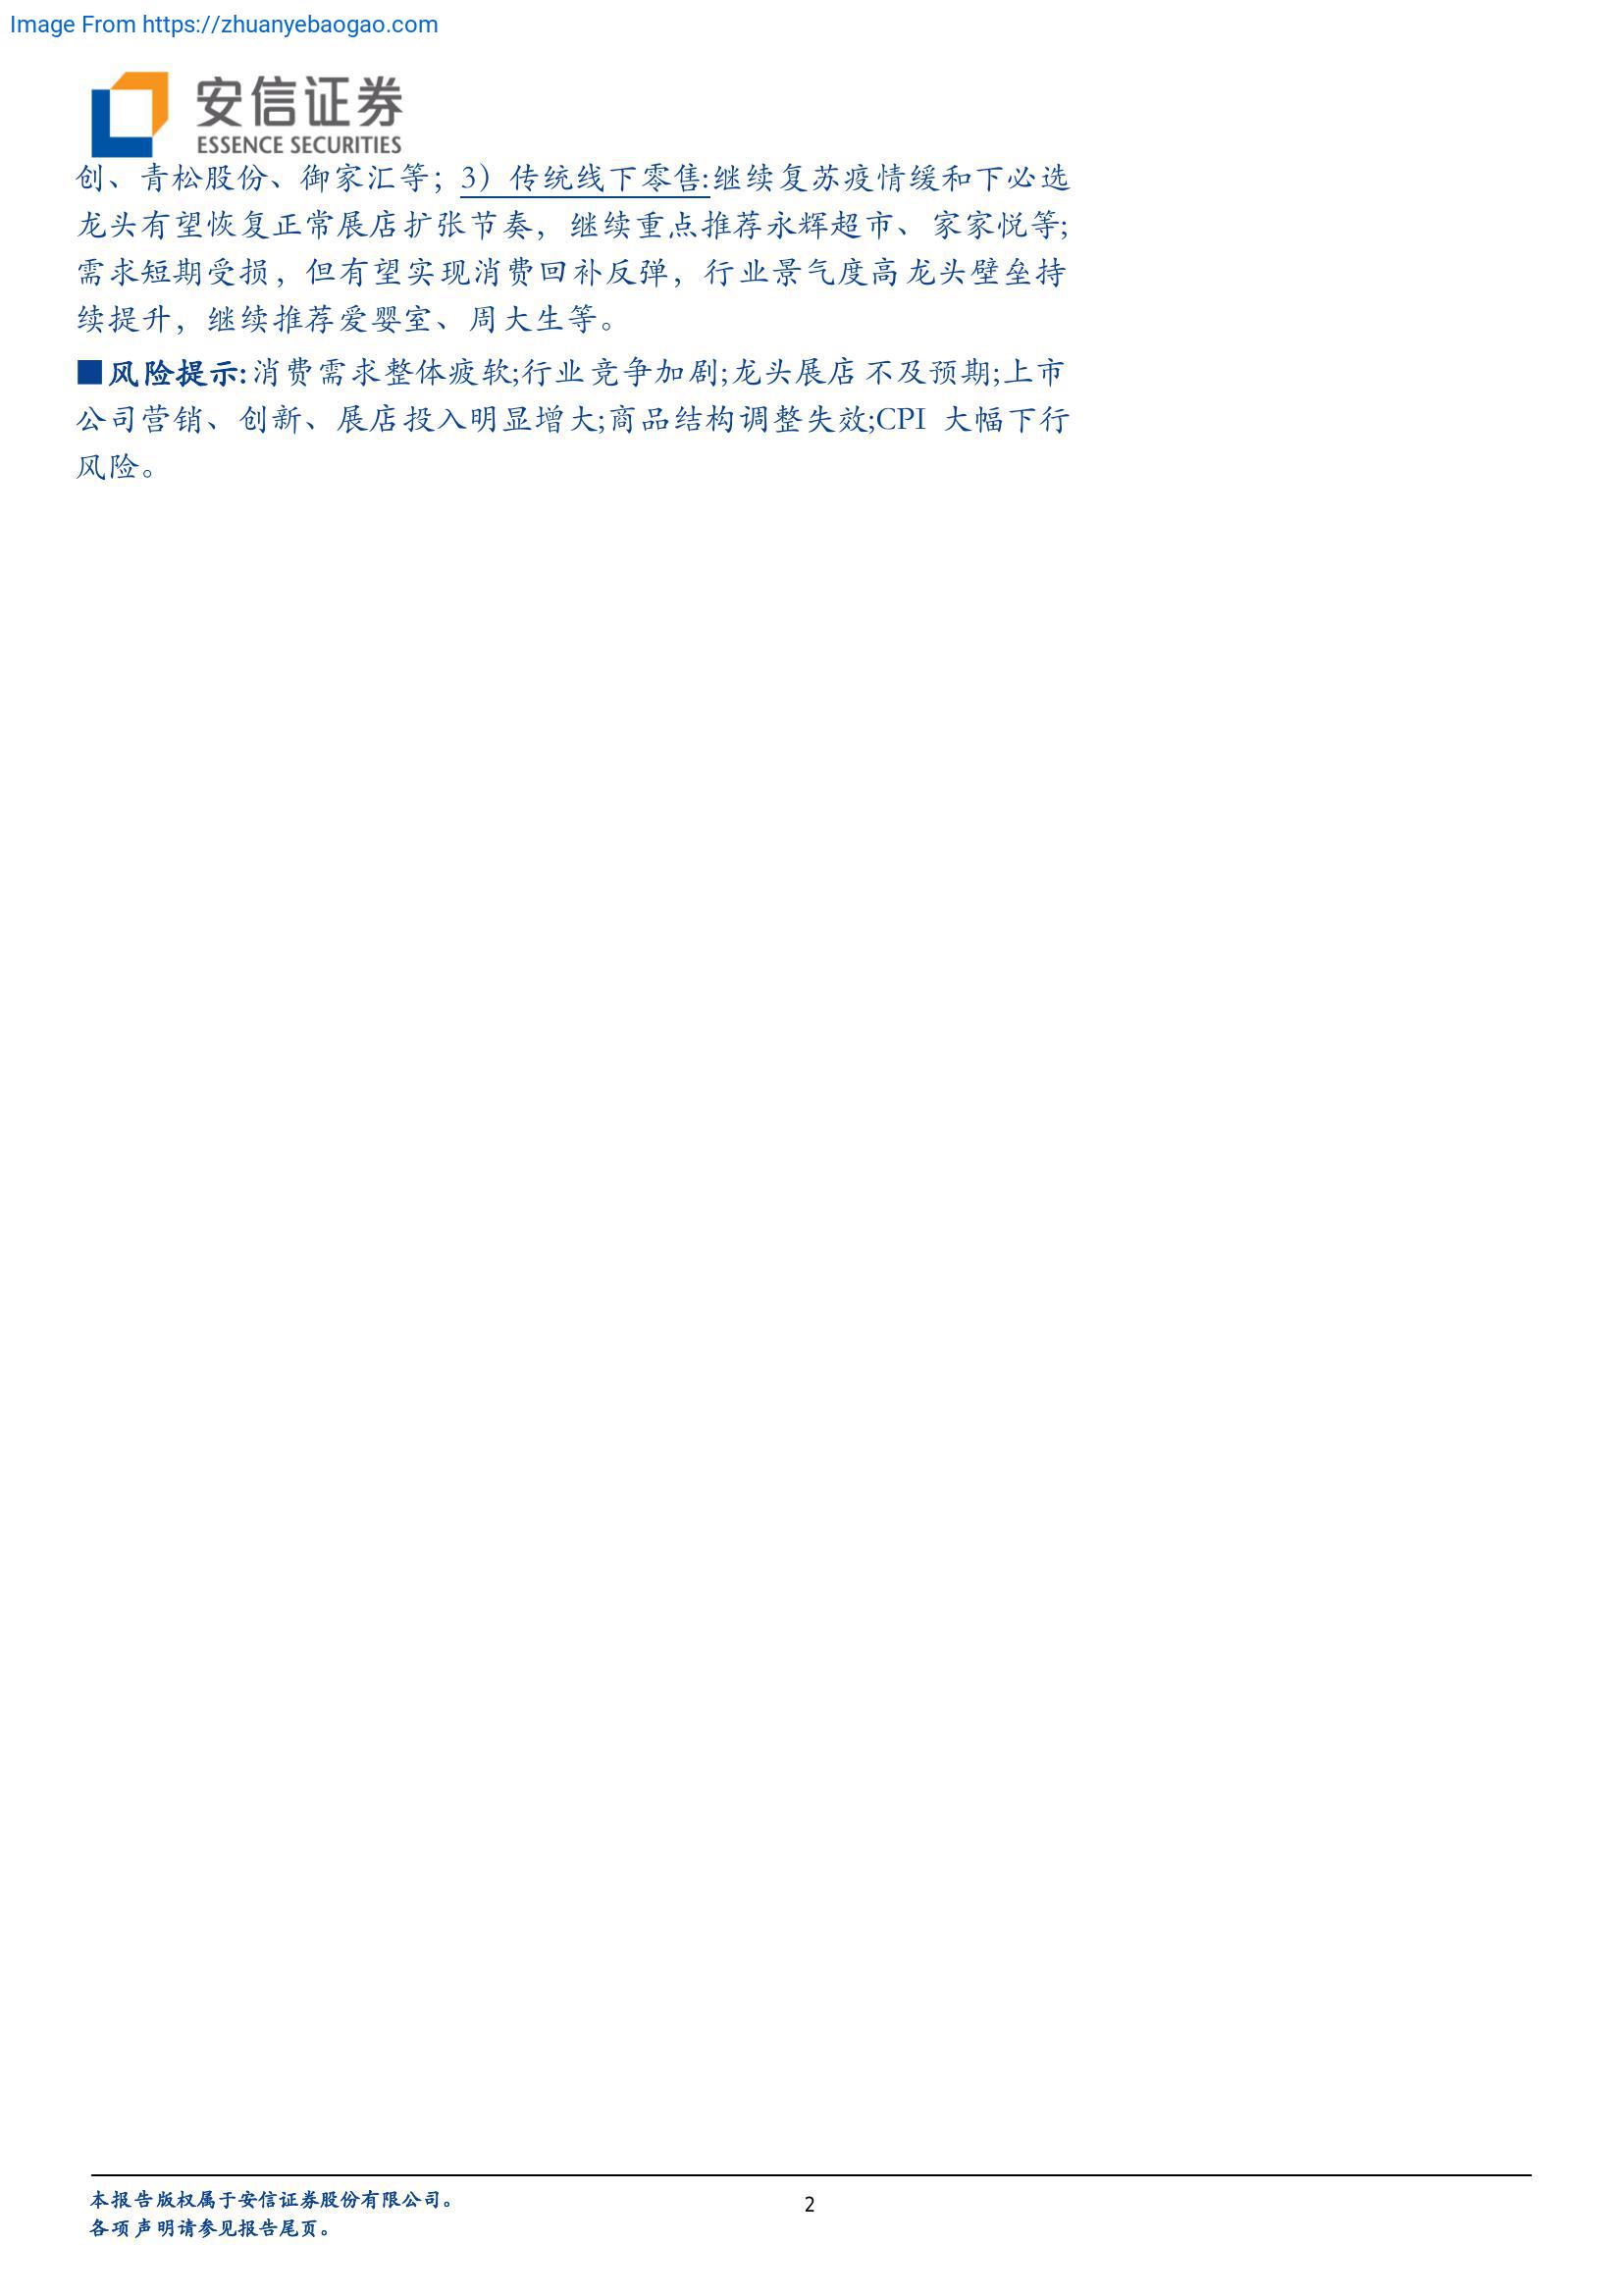 Image From https://zhuanyebaogao.com
安信证券
ESSENCE SECURITIES
创、青松股份、御家汇等；3）传统线下零售:继续复苏疫情缓和下必选
龙头有望恢复正常展店扩张节奏，继续重点推荐永辉超市、家家悦等;
需求短期受损，但有望实现消费回补反弹，行业景气度高龙头壁垒持
续提升，继续推荐爱婴室、周大生等。
■风险提示:消费需求整体疲软;行业竞争加剧;龙头展店不及预期;上市
公司营销、创新、展店投入明显增大;商品结构调整失效;CPI 大幅下行
风险。
本报告版权属于安信证券股份有限公司。
2
各项声明请参见报告尾页。